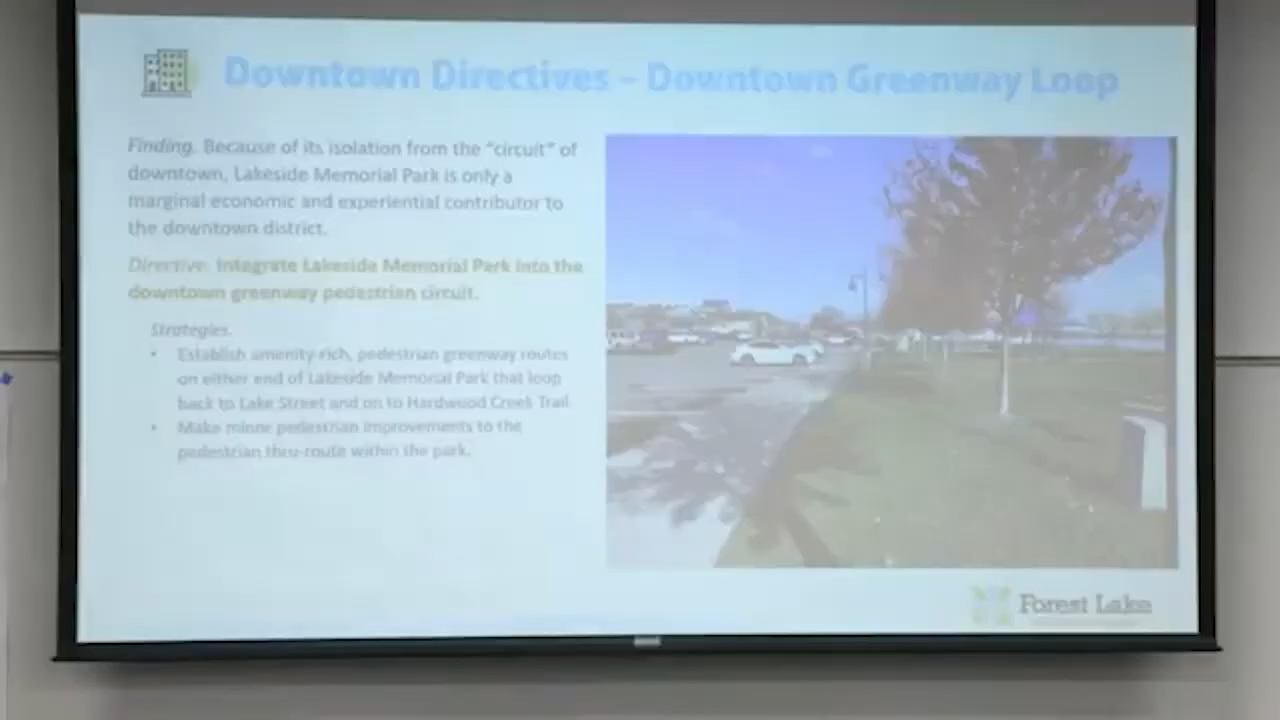 Downtown Directives – Downtown Greenway Loop
Finding. Because of its isolation from the “circuit” of
downtown, Lakeside Memorial Park is only a
marginal economic and experiential contributor to
the downtown district.
Directive. Integrate Lakeside Memorial Park into the
downtown greenway pedestrian circuit.
Strategies.
• Establish amenity-rich, pedestrian greenway routes
on either end of Lakeside Memorial Park that loop
back to Lake Street and on to Hardwood Creek Trail.
• Make minor pedestrian improvements to the
pedestrian thru-route within the park.
Forest Lake